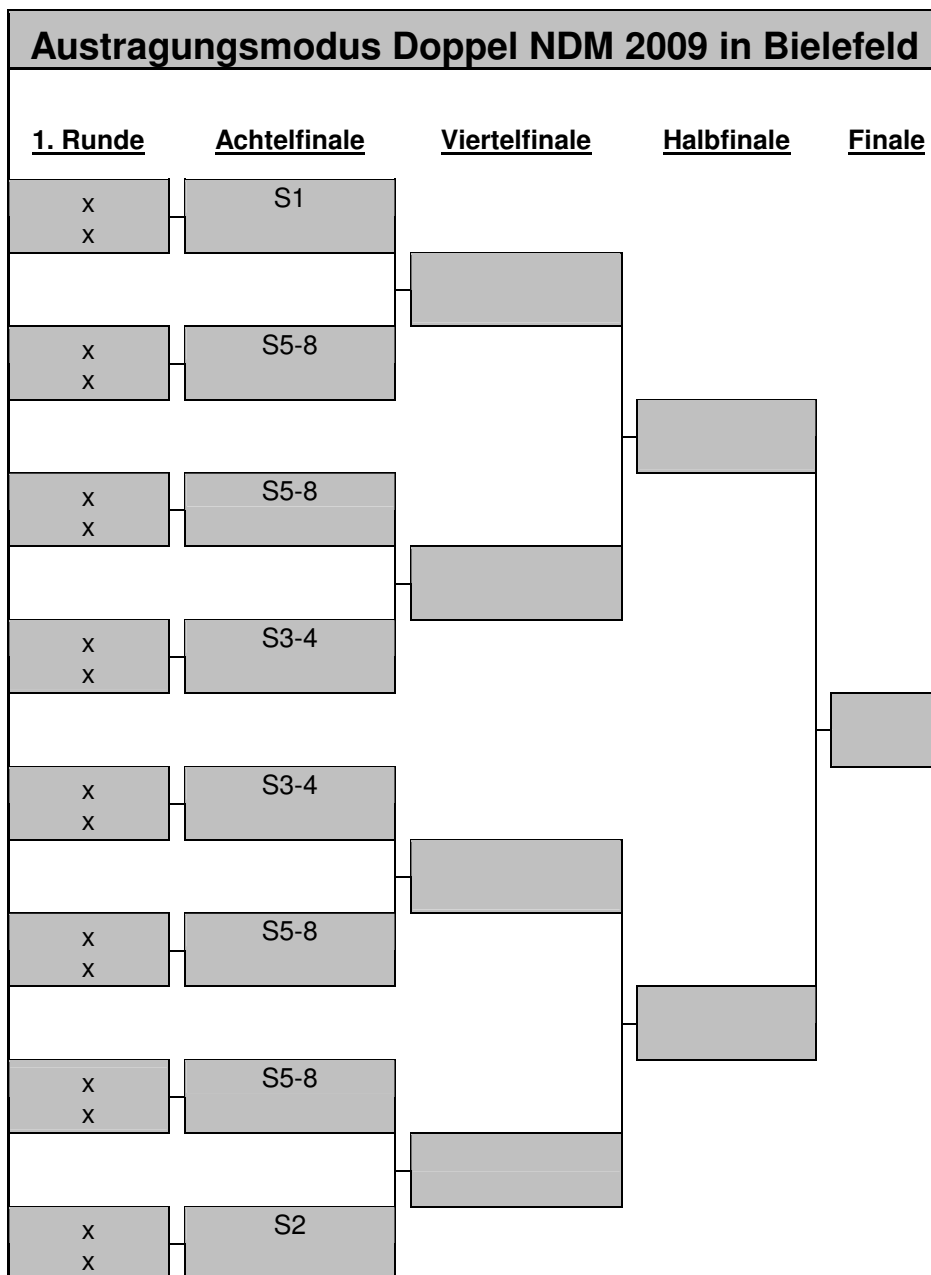 Austragungsmodus Doppel NDM 2009 in Bielefeld
1. Runde Achtelfinale Viertelfinale Halbfinale Finale
x S1
x
x S5-8
x
x S5-8
x
x S3-4
x
x S3-4
x
x S5-8
x
x S5-8
x
x S2
x